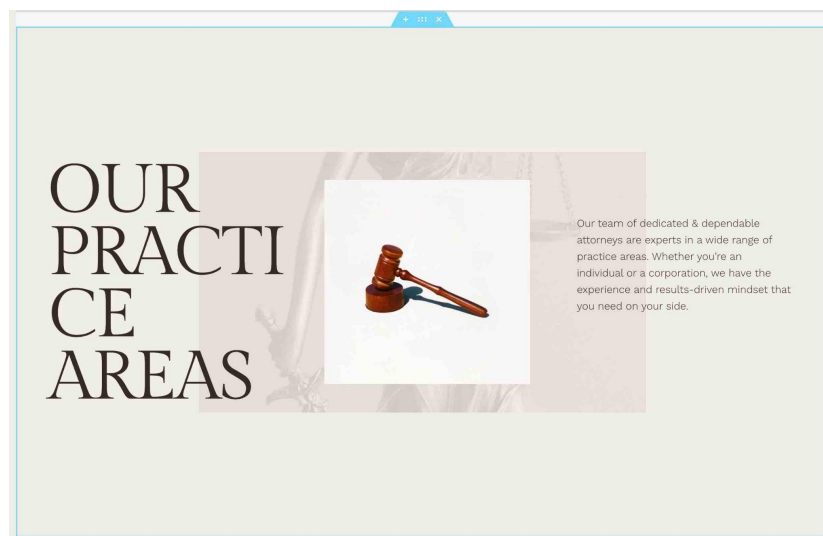 OUR
PRACTI
CE
AREAS
Our team of dedicated & dependable
attorneys are experts in a wide range of
practice areas. Whether you're an
individual or a corporation, we have the
experience and results-driven mindset that
you need on your side.